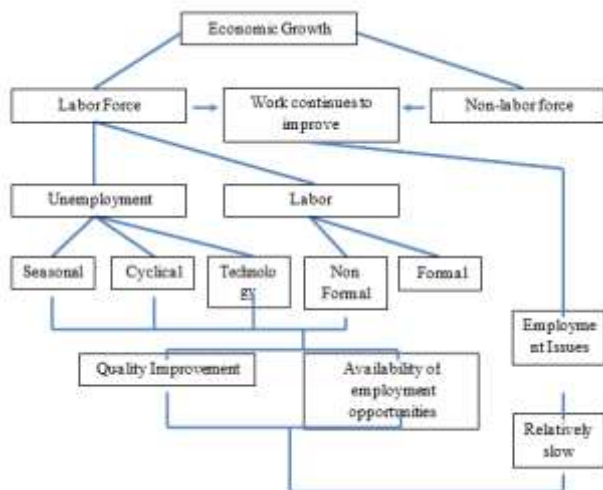 Economic Growth
Labor Force
Work continues to
improve
Non-labor force
Unemployment
Labor
Seasonal
Cyclical
Technolo
gy
Non
Formal
Formal
Employme
nt Issues
Quality Improvement
Availability of
employment
opportunities
Relatively
slow